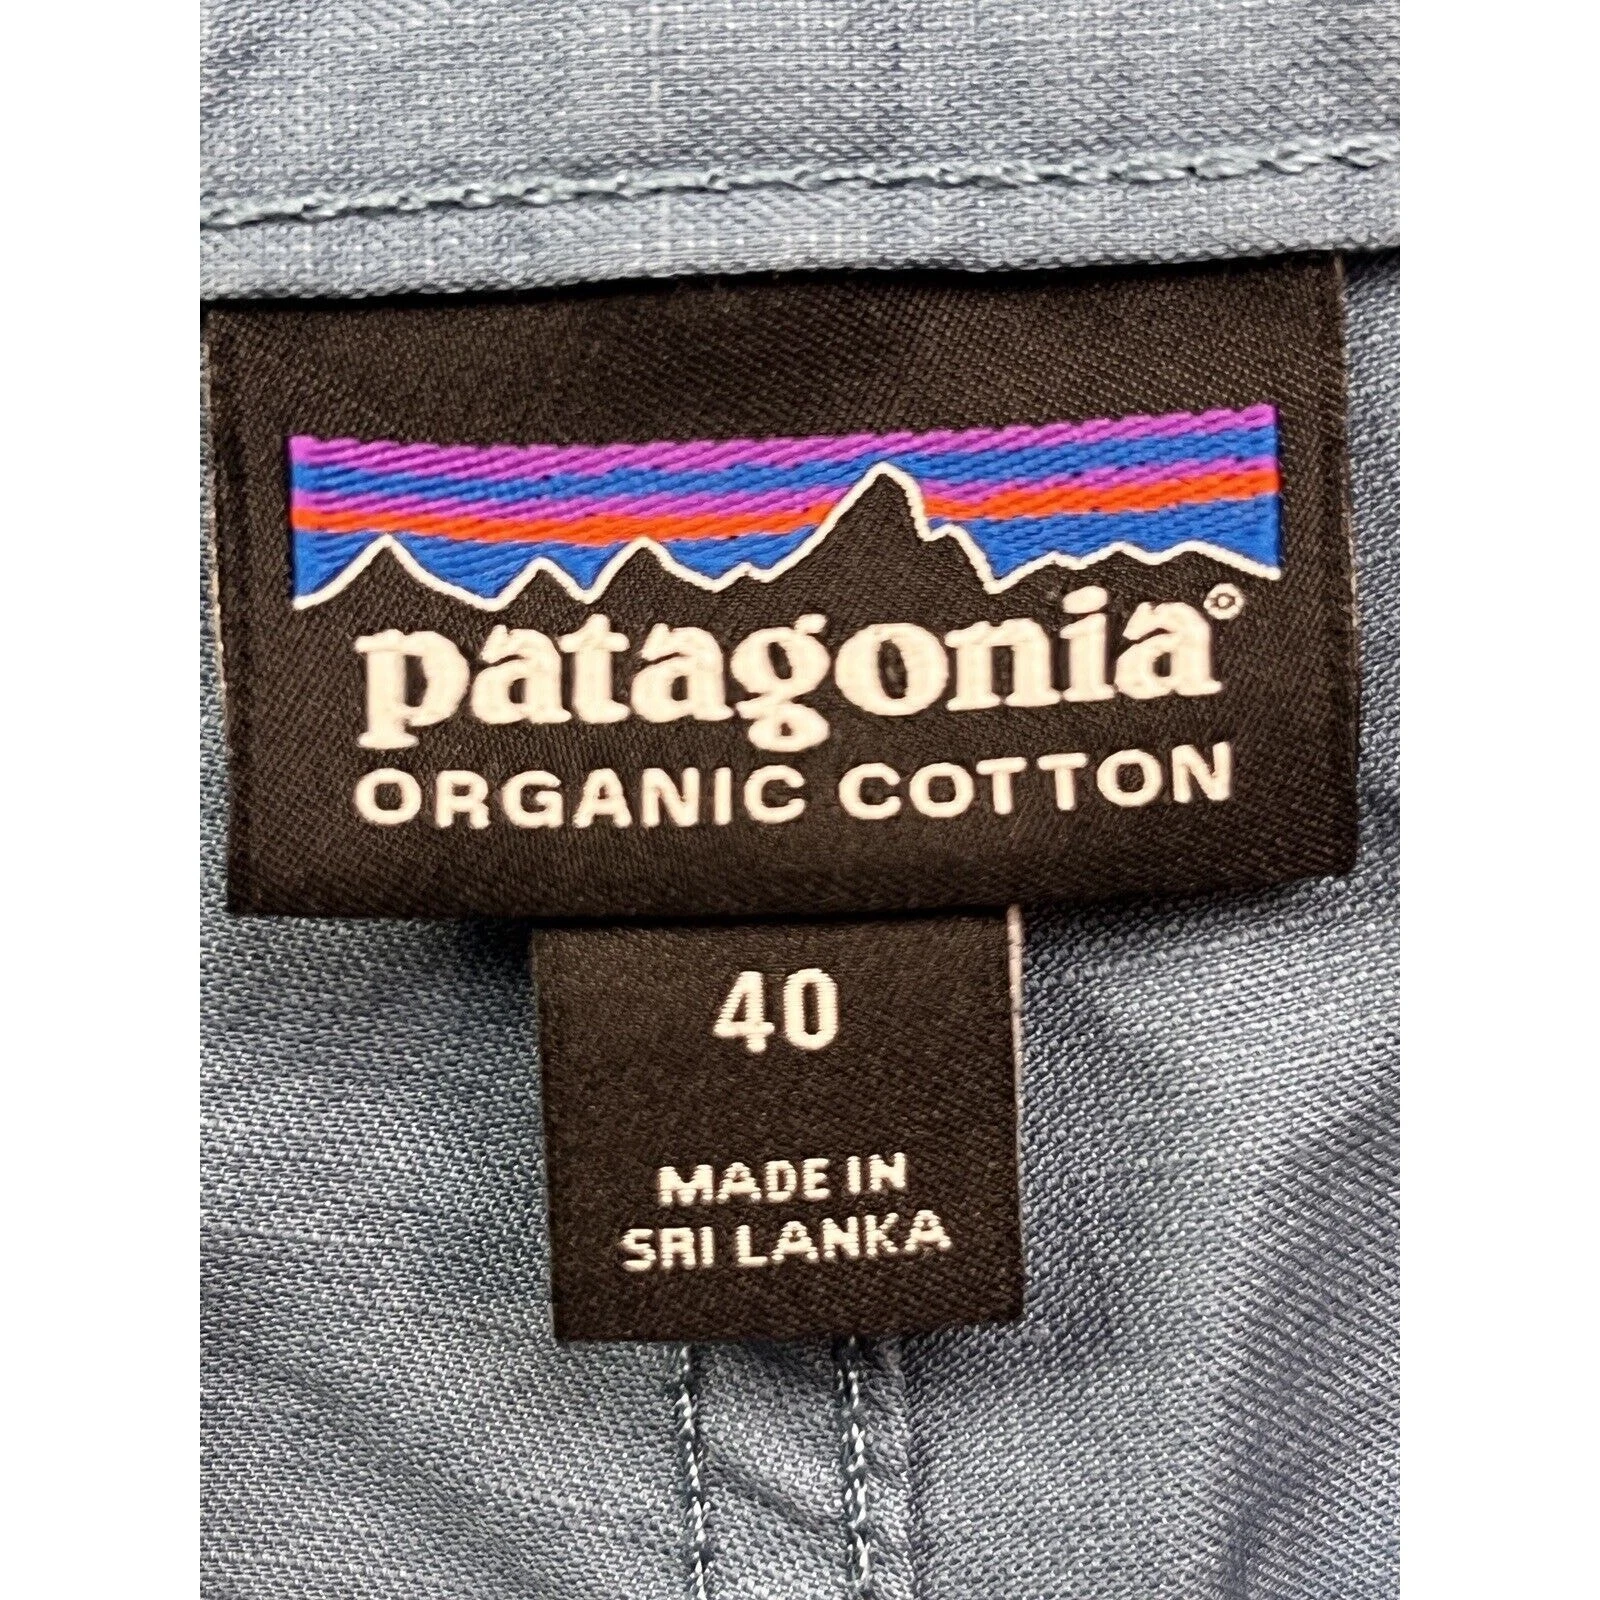 patagonia®
ORGANIC COTTON
40
MADE IN
SRI LANKA